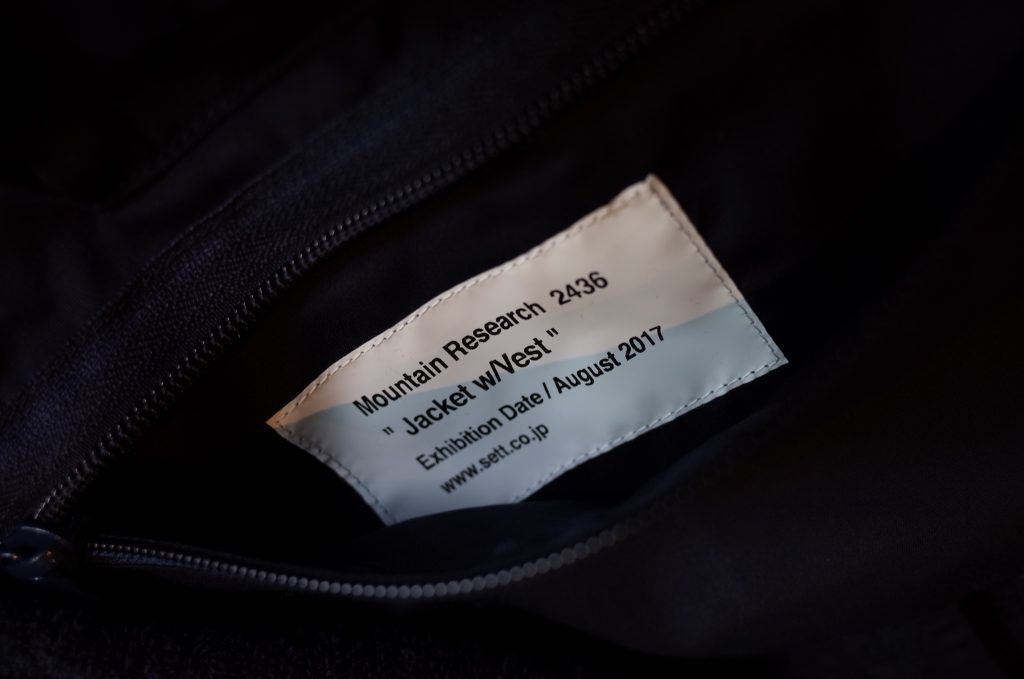 Mountain Research 2436
" Jacket w/Vest "
Exhibition Date / August 2017
www.sett.co.jp